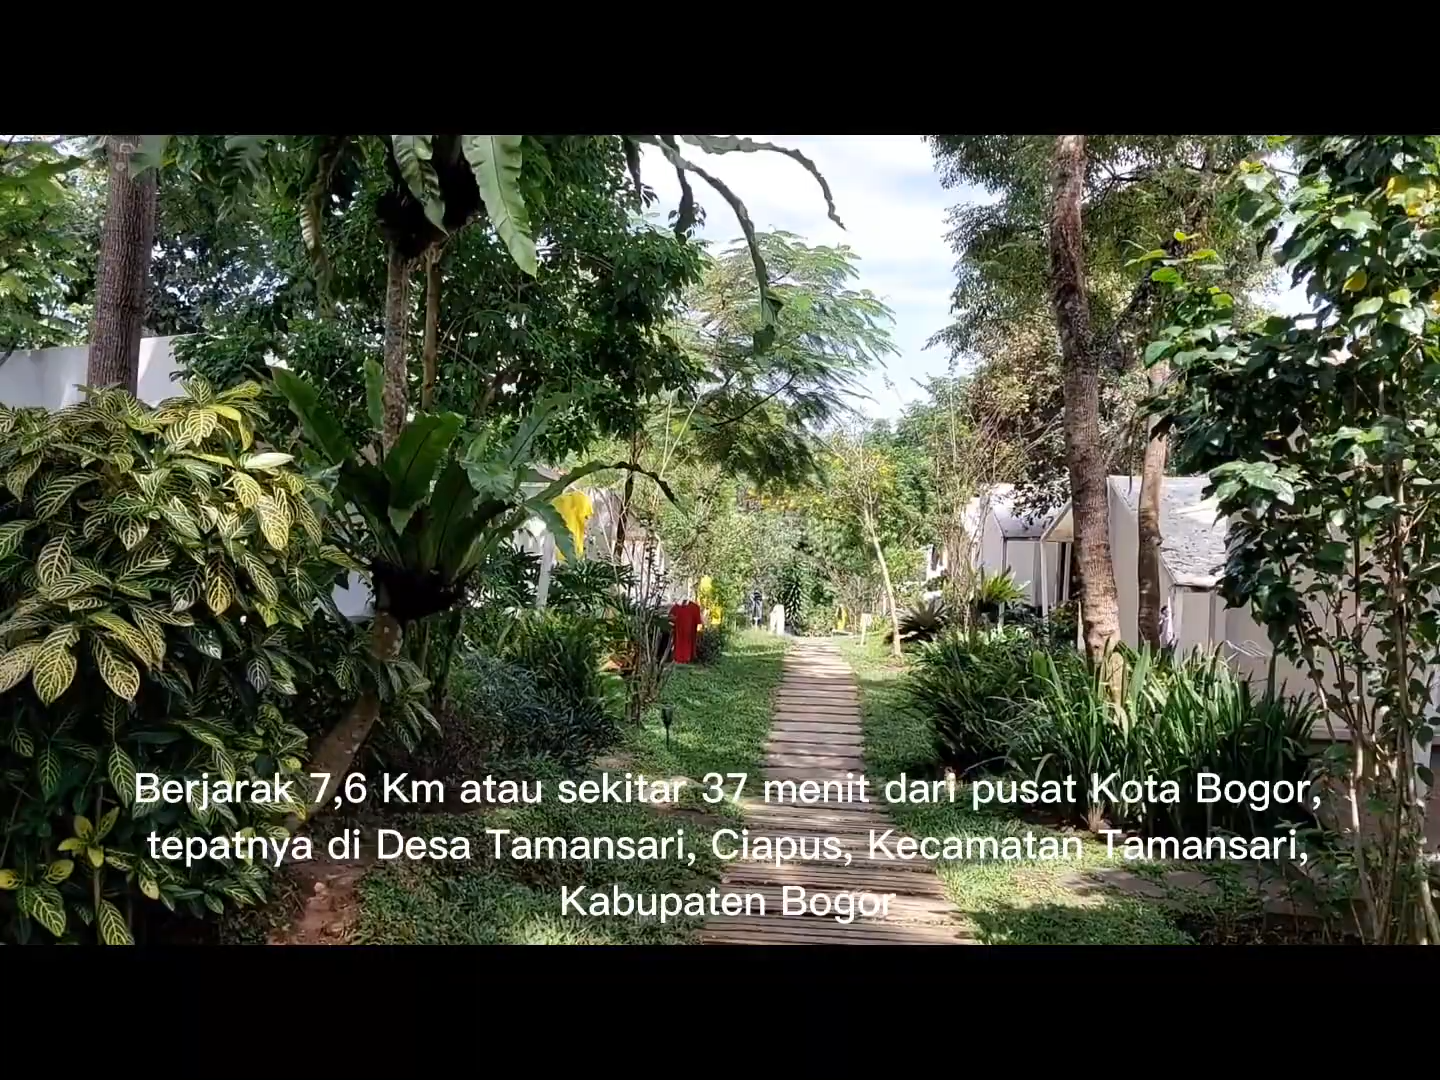 Berjarak 7,6 Km atau sekitar 37 menit dari pusat Kota Bogor,
tepatnya di Desa Tamansari, Ciapus, Kecamatan Tamansari,
Kabupaten Bogor